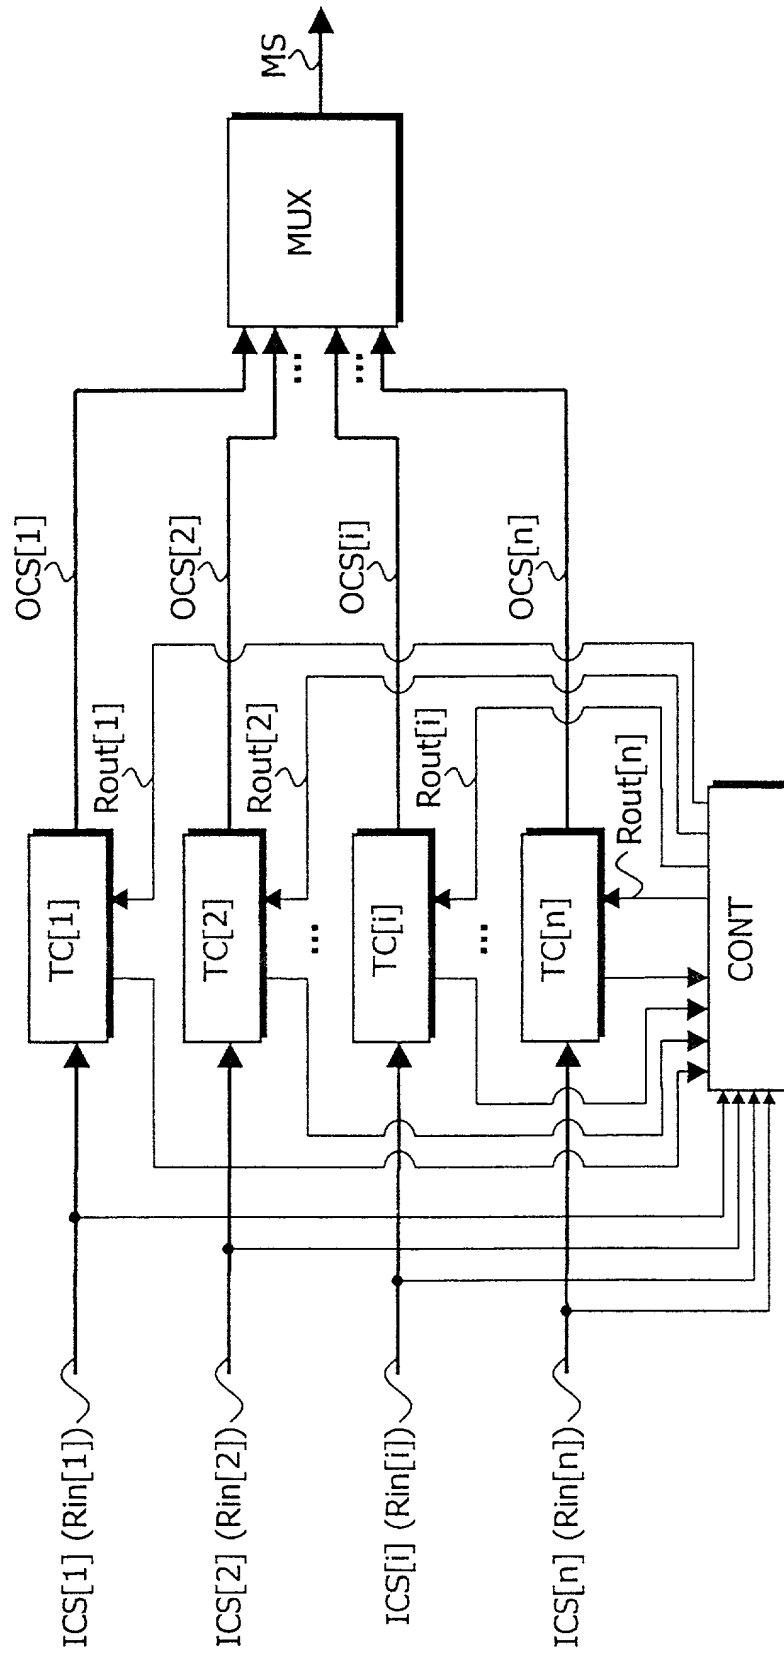 ICS[1] (Rin[1])
TC[1]
Rout[1]
OCS[1]
ICS[2] (Rin[2])
TC[2]
Rout[2]
OCS[2]
...
ICS[i] (Rin[i])
TC[i]
Rout[i]
OCS[i]
...
ICS[n] (Rin[n])
TC[n]
Rout[n]
OCS[n]
CONT
...
...
MUX
MS